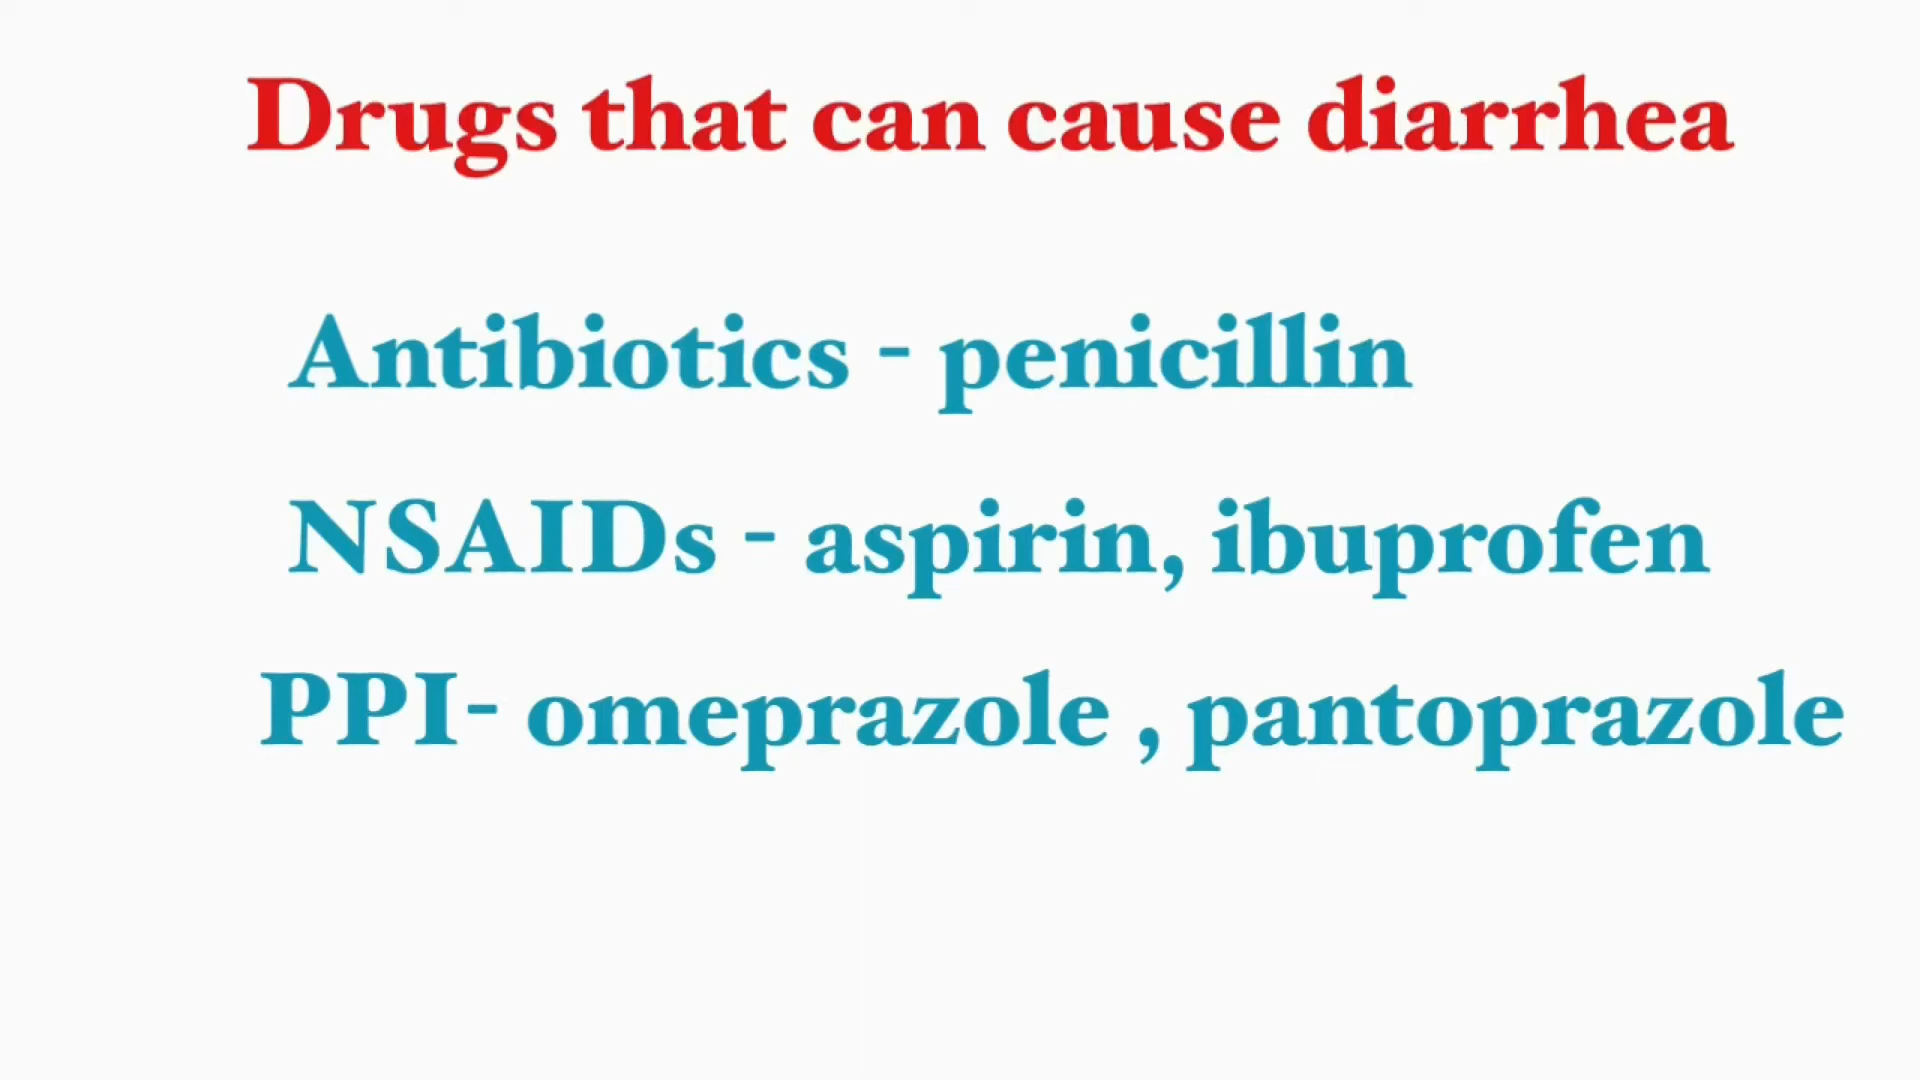 Drugs that can cause diarrhea
Antibiotics - penicillin
NSAIDs - aspirin, ibuprofen
PPI- omeprazole , pantoprazole